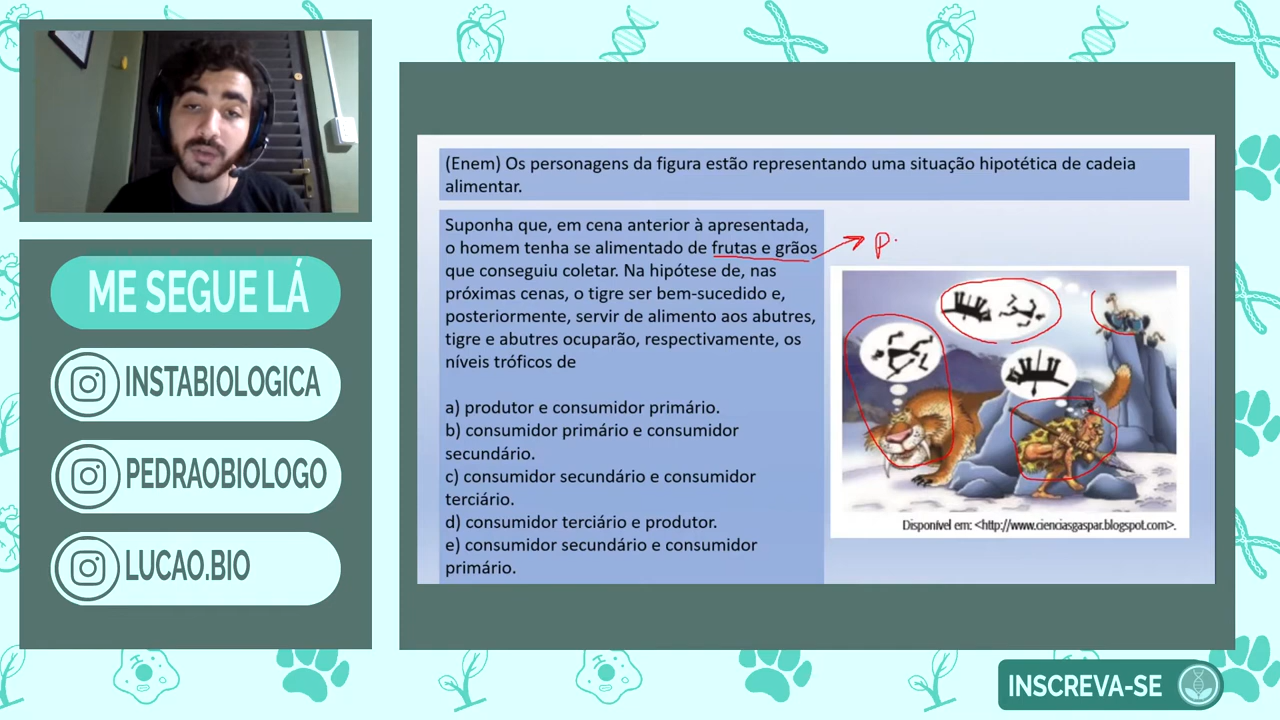 ME SEGUE LÁ
INSTABIOLOGICA
PEDRAOBIOLOGO
LUCAO.BIO
(Enem) Os personagens da figura estão representando uma situação hipotética de cadeia
alimentar.
Suponha que, em cena anterior à apresentada,
o homem tenha se alimentado de frutas e grãos
que conseguiu coletar. Na hipótese de, nas
próximas cenas, o tigre ser bem-sucedido e,
posteriormente, servir de alimento aos abutres,
tigre e abutres ocuparão, respectivamente, os
níveis tróficos de
a) produtor e consumidor primário.
b) consumidor primário e consumidor
secundário.
c) consumidor secundário e consumidor
terciário.
d) consumidor terciário e produtor.
e) consumidor secundário e consumidor
primário.
P.
Disponível em: <http://www.cienciasgaspar.blogspot.com>.
INSCREVA-SE